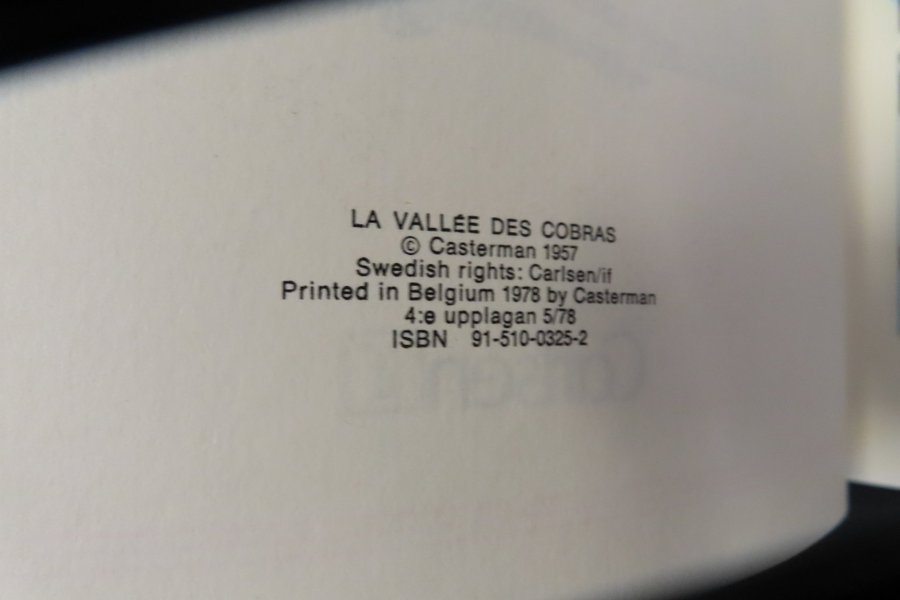 LA VALLÉE DES COBRAS
© Casterman 1957
Swedish rights: Carlsen/if
Printed in Belgium 1978 by Casterman
4:e upplagan 5/78
ISBN 91-510-0325-2